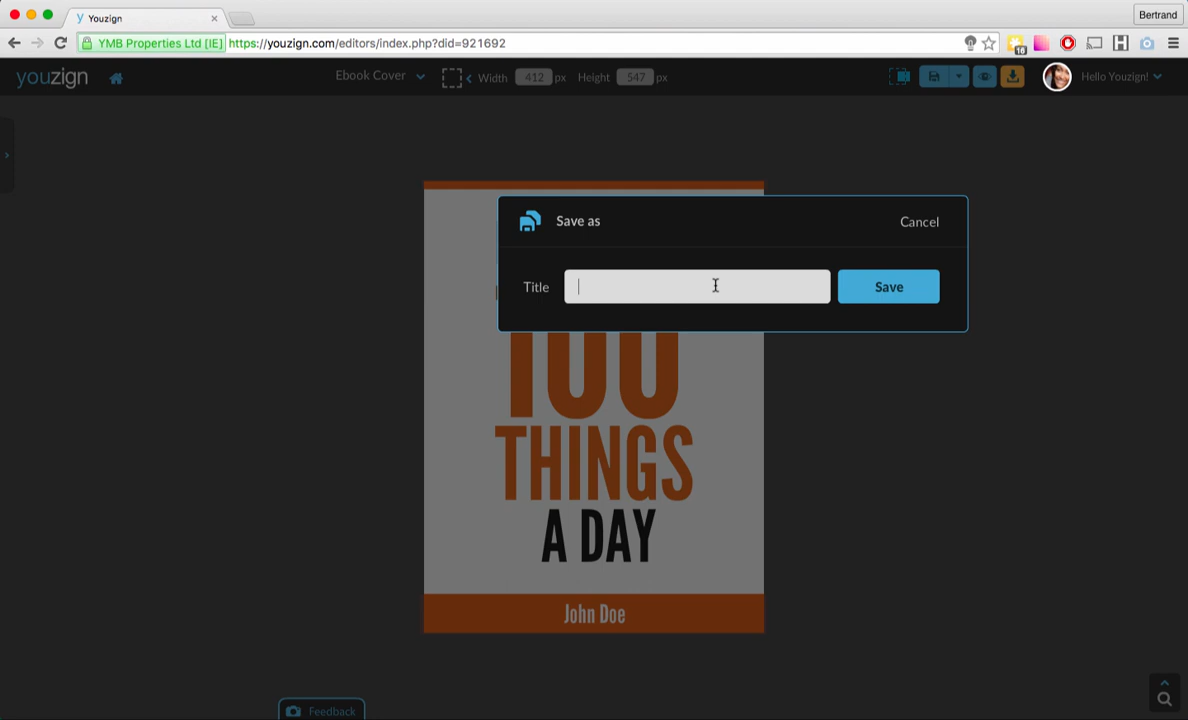 Youzign
Bertrand
YMB Properties Ltd [IE]
https://youzign.com/editors/index.php?did=921692
16
youzign
Ebook Cover
Width 412 px Height 547 px
Hello Youzign!
Save as
Cancel
Title
Save
100
THINGS
A DAY
John Doe
Feedback